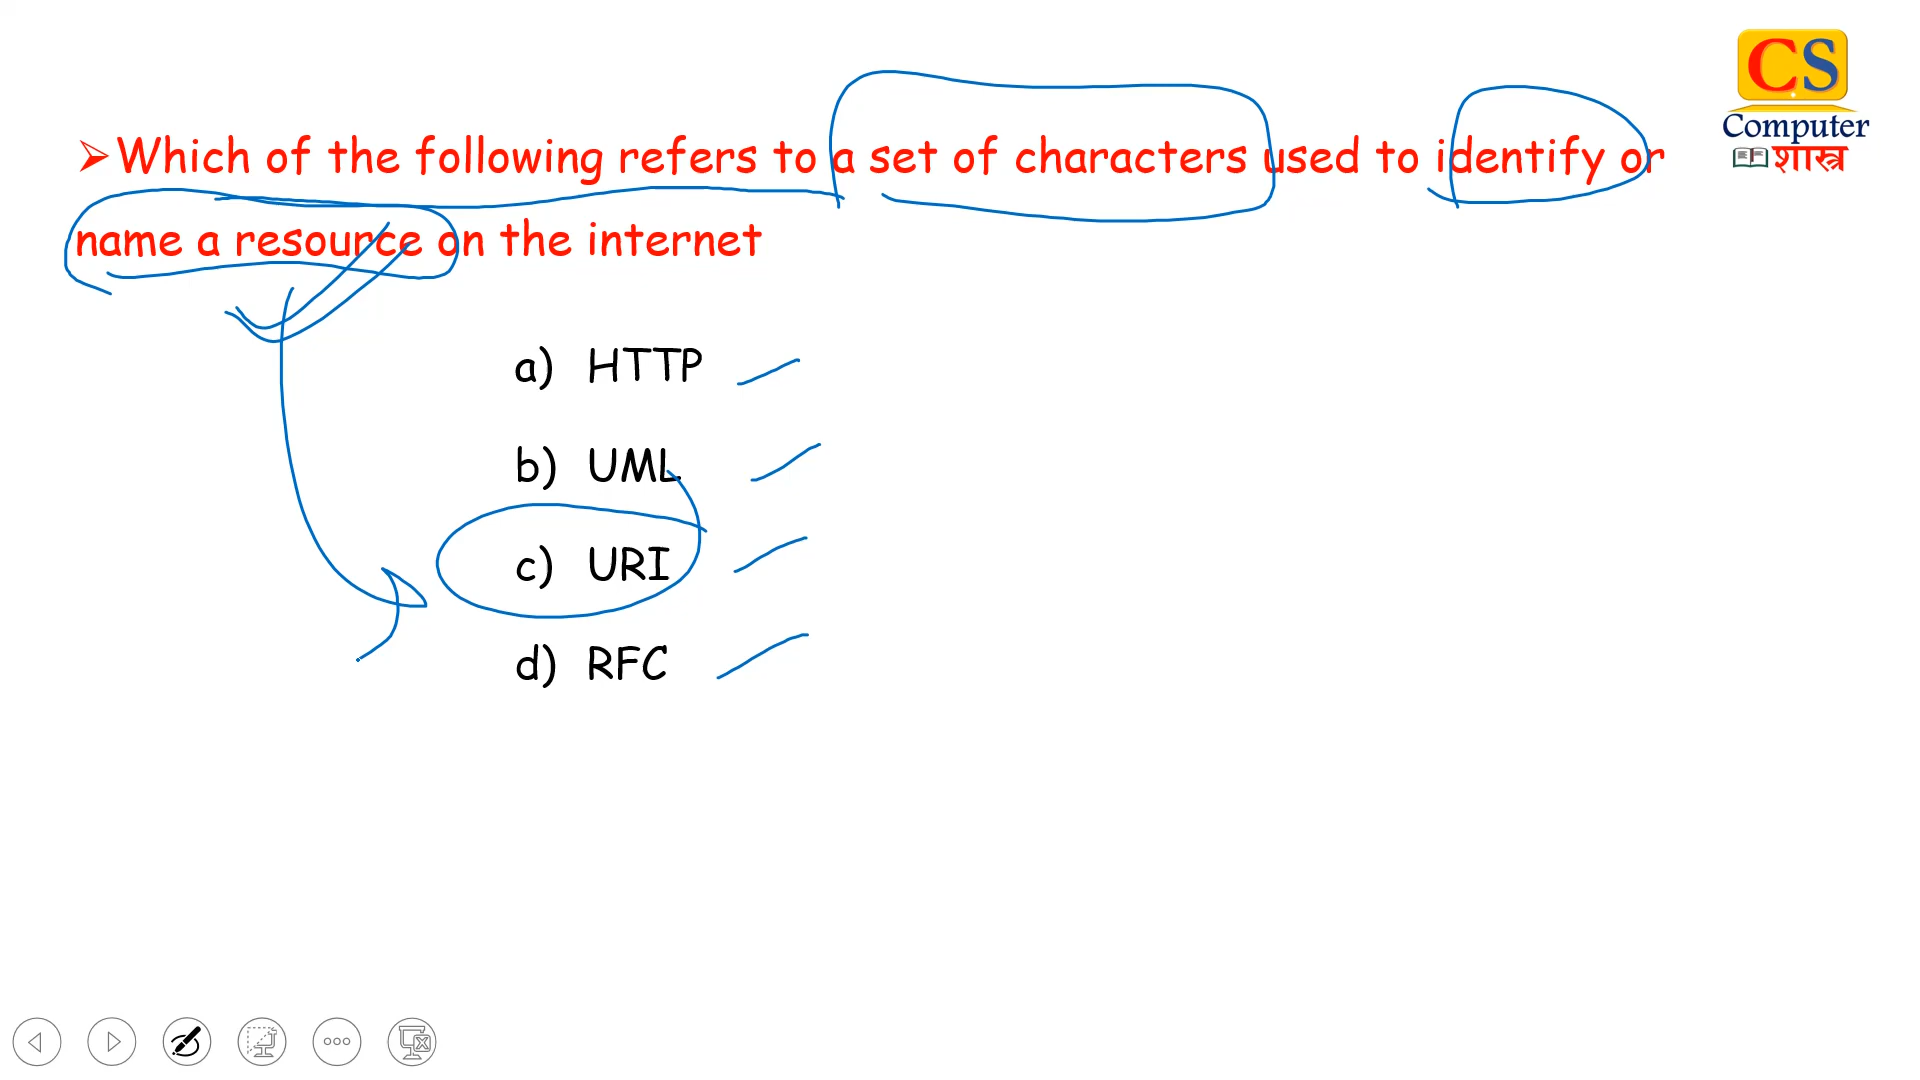 CS
Computer
शास्त्र
➢Which of the following refers to a set of characters used to identify or
name a resource on the internet
a) HTTP
b) UML
c) URI
d) RFC